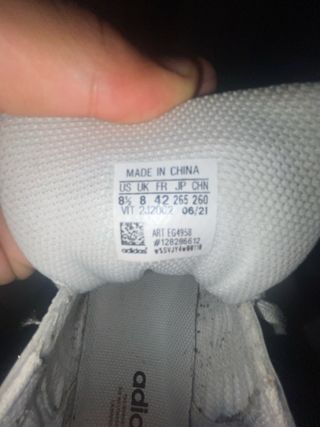 MADE IN CHINA
US UK FR JP CHN
8½ 8 42 265 260
VIT 2J2002 06/21
ART EG4958
#128286612
adidas
adidas